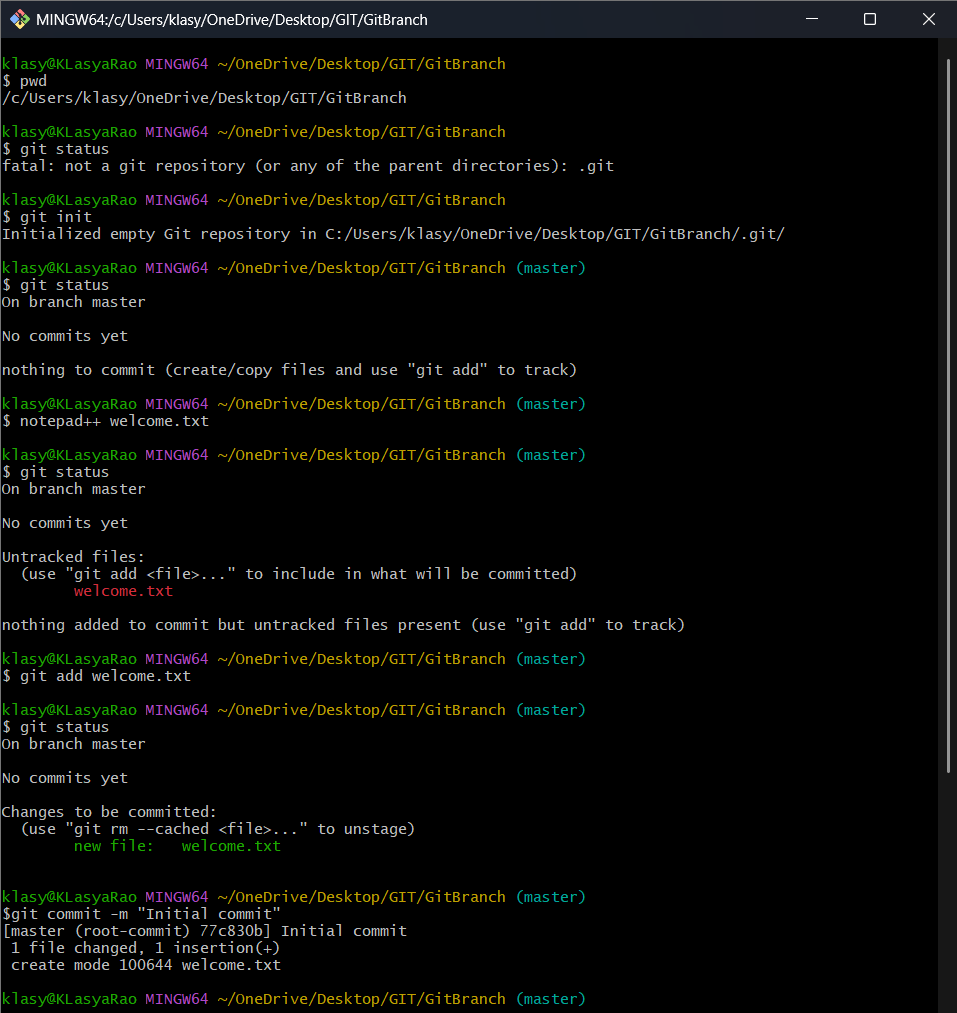 MINGW64:/c/Users/klasy/OneDrive/Desktop/GIT/GitBranch
klasy@KLasyaRao MINGW64 ~/OneDrive/Desktop/GIT/GitBranch
$ pwd
/c/Users/klasy/OneDrive/Desktop/GIT/GitBranch
klasy@KLasyaRao MINGW64 ~/OneDrive/Desktop/GIT/GitBranch
$ git status
fatal: not a git repository (or any of the parent directories): .git
klasy@KLasyaRao MINGW64 ~/OneDrive/Desktop/GIT/GitBranch
$ git init
Initialized empty Git repository in C:/Users/klasy/OneDrive/Desktop/GIT/GitBranch/.git/
klasy@KLasyaRao MINGW64 ~/OneDrive/Desktop/GIT/GitBranch (master)
$ git status
On branch master
No commits yet
nothing to commit (create/copy files and use "git add" to track)
klasy@KLasyaRao MINGW64 ~/OneDrive/Desktop/GIT/GitBranch (master)
$ notepad++ welcome.txt
klasy@KLasyaRao MINGW64 ~/OneDrive/Desktop/GIT/GitBranch (master)
$ git status
On branch master
No commits yet
Untracked files:
  (use "git add <file>..." to include in what will be committed)
        welcome.txt
nothing added to commit but untracked files present (use "git add" to track)
klasy@KLasyaRao MINGW64 ~/OneDrive/Desktop/GIT/GitBranch (master)
$ git add welcome.txt
klasy@KLasyaRao MINGW64 ~/OneDrive/Desktop/GIT/GitBranch (master)
$ git status
On branch master
No commits yet
Changes to be committed:
  (use "git rm --cached <file>..." to unstage)
        new file:   welcome.txt
klasy@KLasyaRao MINGW64 ~/OneDrive/Desktop/GIT/GitBranch (master)
$git commit -m "Initial commit"
[master (root-commit) 77c830b] Initial commit
 1 file changed, 1 insertion(+)
 create mode 100644 welcome.txt
klasy@KLasyaRao MINGW64 ~/OneDrive/Desktop/GIT/GitBranch (master)